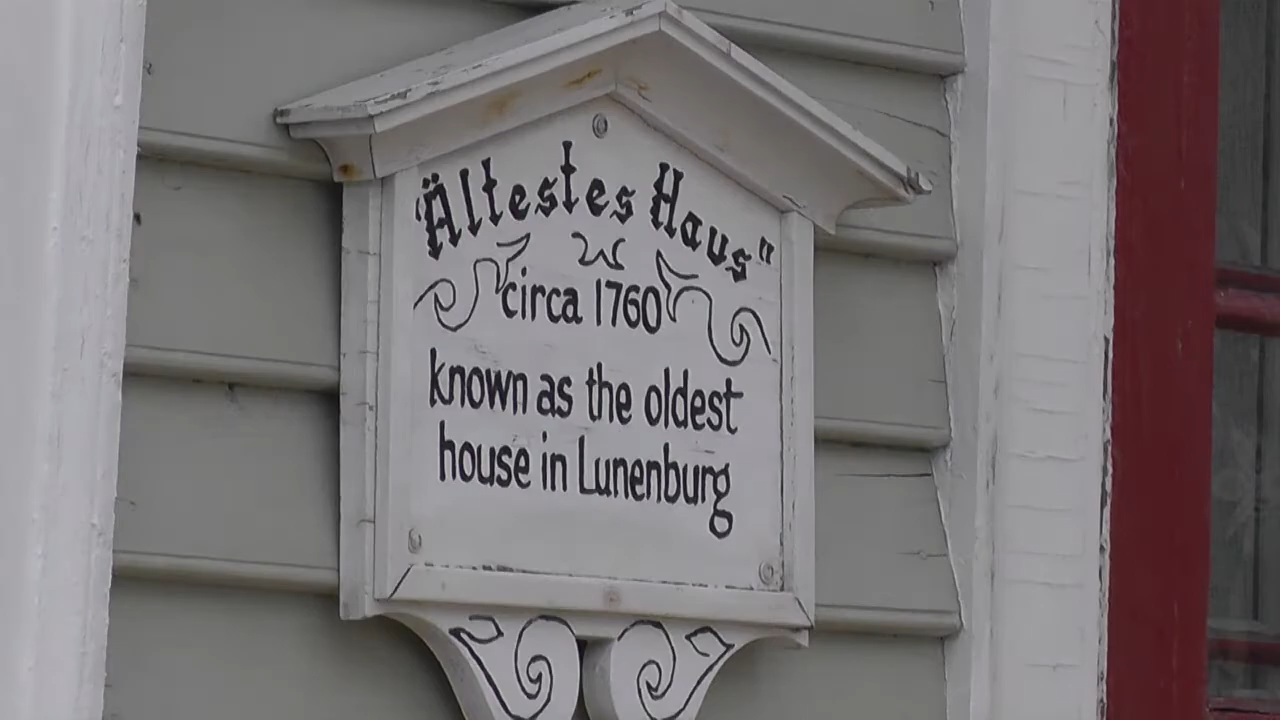 "Ältestes Haus"
circa 1760
known as the oldest
house in Lunenburg